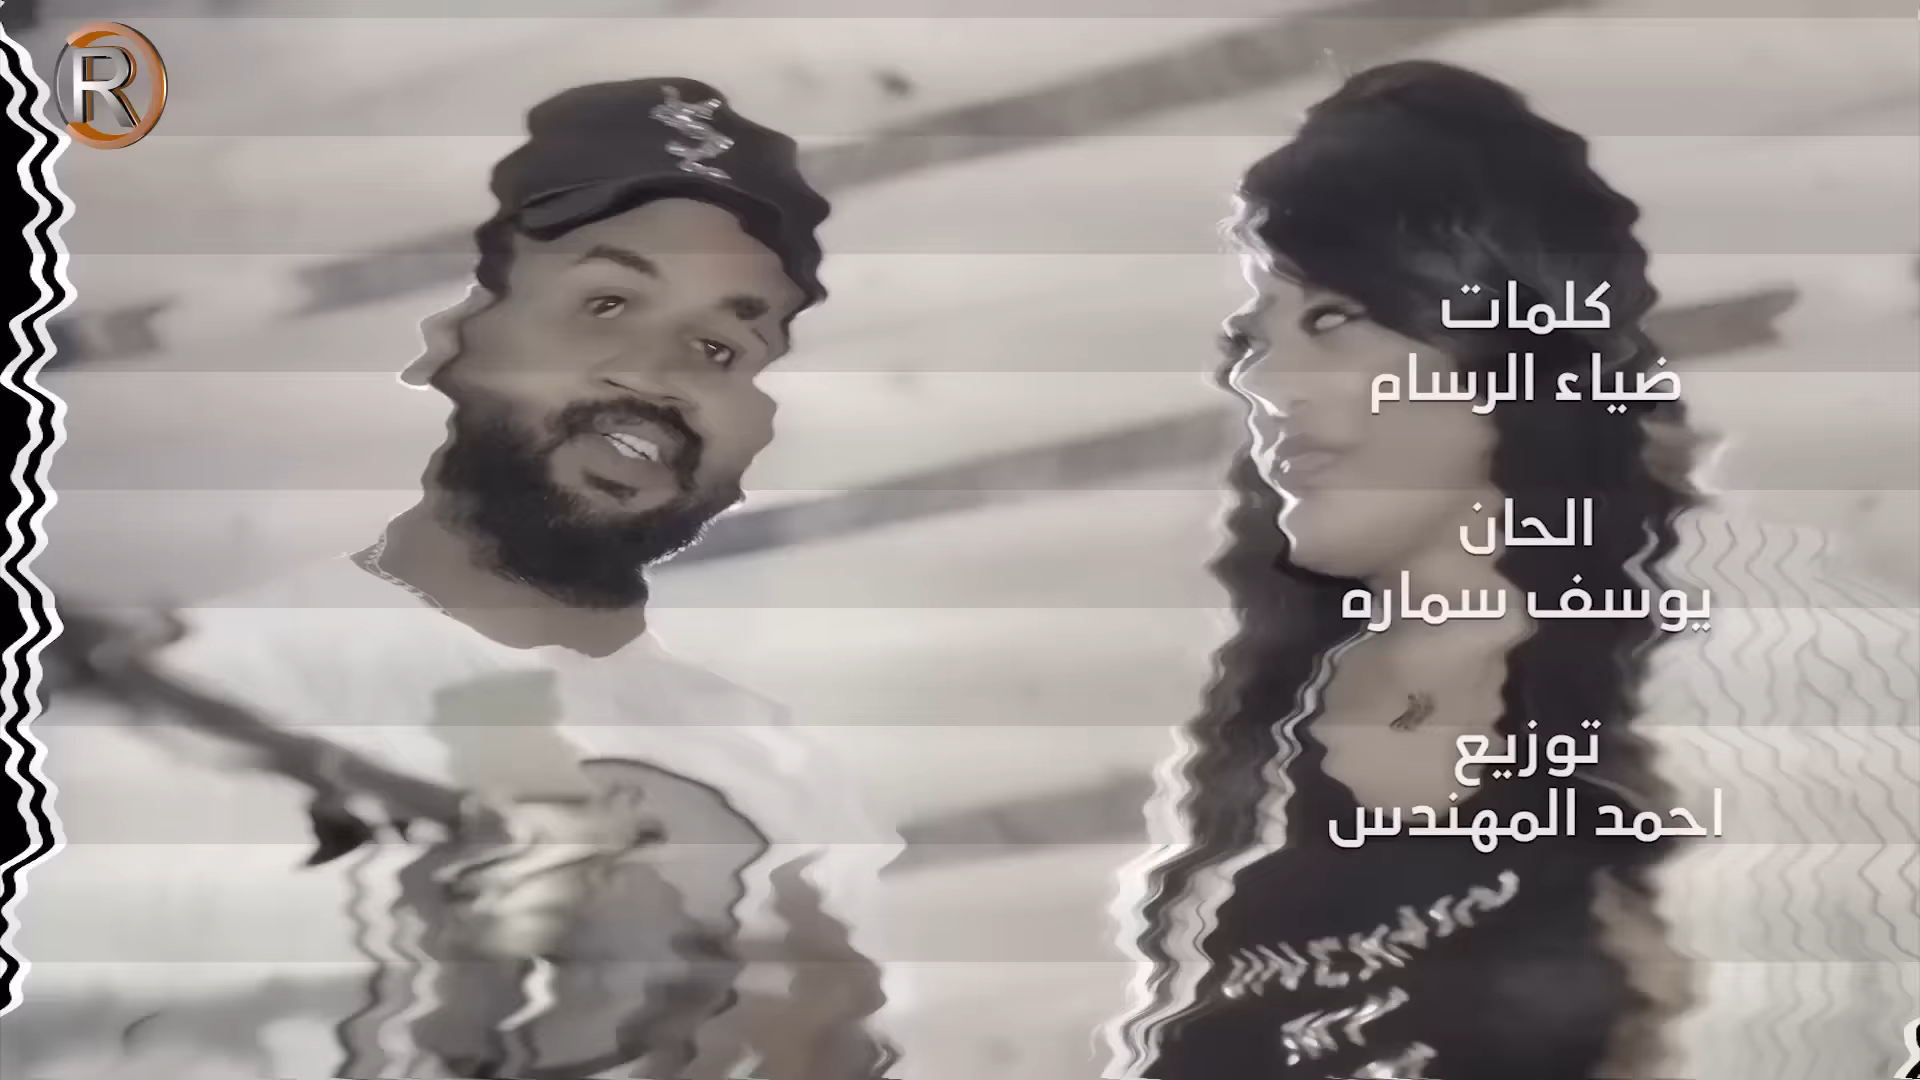 R
كلمات
ضياء الرسام
الحان
يوسف سماره
توزيع
احمد المهندس